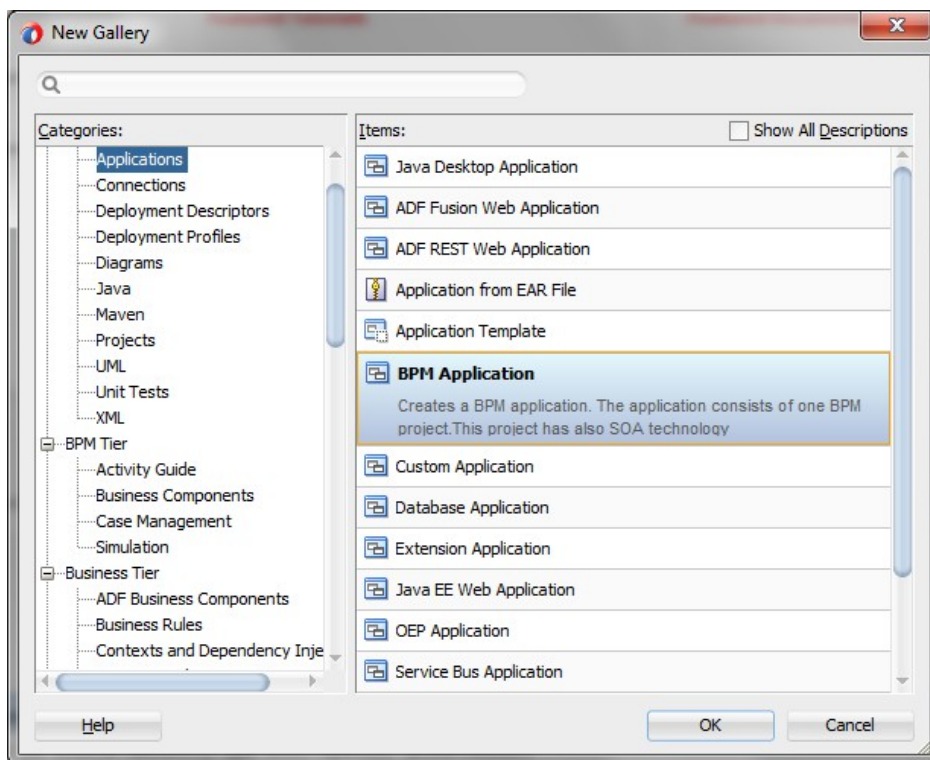 New Gallery
Categories:
Applications
Connections
Deployment Descriptors
Deployment Profiles
Diagrams
Java
Maven
Projects
UML
Unit Tests
XML
BPM Tier
Activity Guide
Business Components
Case Management
Simulation
Business Tier
ADF Business Components
Business Rules
Contexts and Dependency Inje
Items:
Show All Descriptions
Java Desktop Application
ADF Fusion Web Application
ADF REST Web Application
Application from EAR File
Application Template
BPM Application
Creates a BPM application. The application consists of one BPM
project.This project has also SOA technology
Custom Application
Database Application
Extension Application
Java EE Web Application
OEP Application
Service Bus Application
Help
OK
Cancel